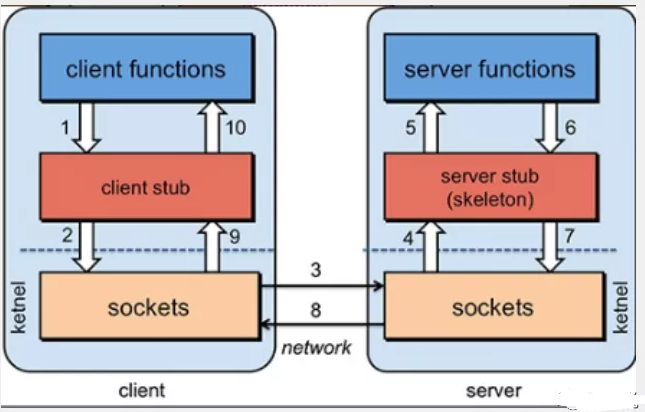 client functions
server functions
1
10
5
6
client stub
server stub
(skeleton)
2
9
4
7
3
ketnel
sockets
sockets
ketnel
8
network
client
server